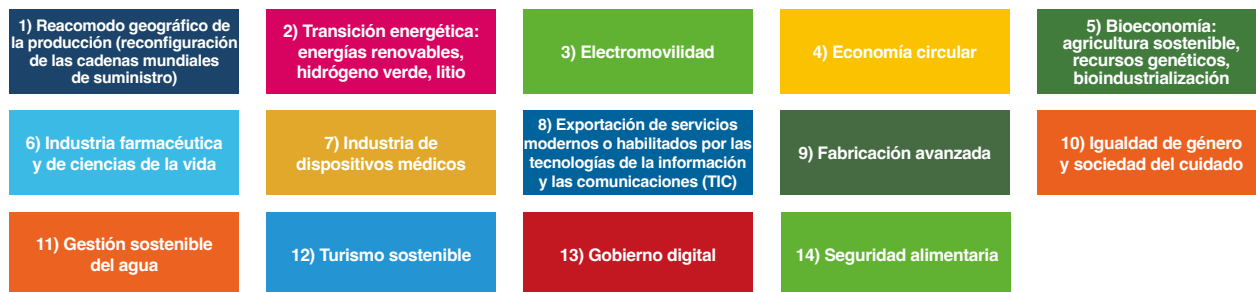 1) Reacomodo geográfico de
la producción (reconfiguración
de las cadenas mundiales
de suministro)
2) Transición energética:
energías renovables,
hidrógeno verde, litio
3) Electromovilidad
4) Economía circular
5) Bioeconomía:
agricultura sostenible,
recursos genéticos,
bioindustrialización
6) Industria farmacéutica
y de ciencias de la vida
7) Industria de
dispositivos médicos
8) Exportación de servicios
modernos o habilitados por las
tecnologías de la información
y las comunicaciones (TIC)
9) Fabricación avanzada
10) Igualdad de género
y sociedad del cuidado
11) Gestión sostenible
del agua
12) Turismo sostenible
13) Gobierno digital
14) Seguridad alimentaria